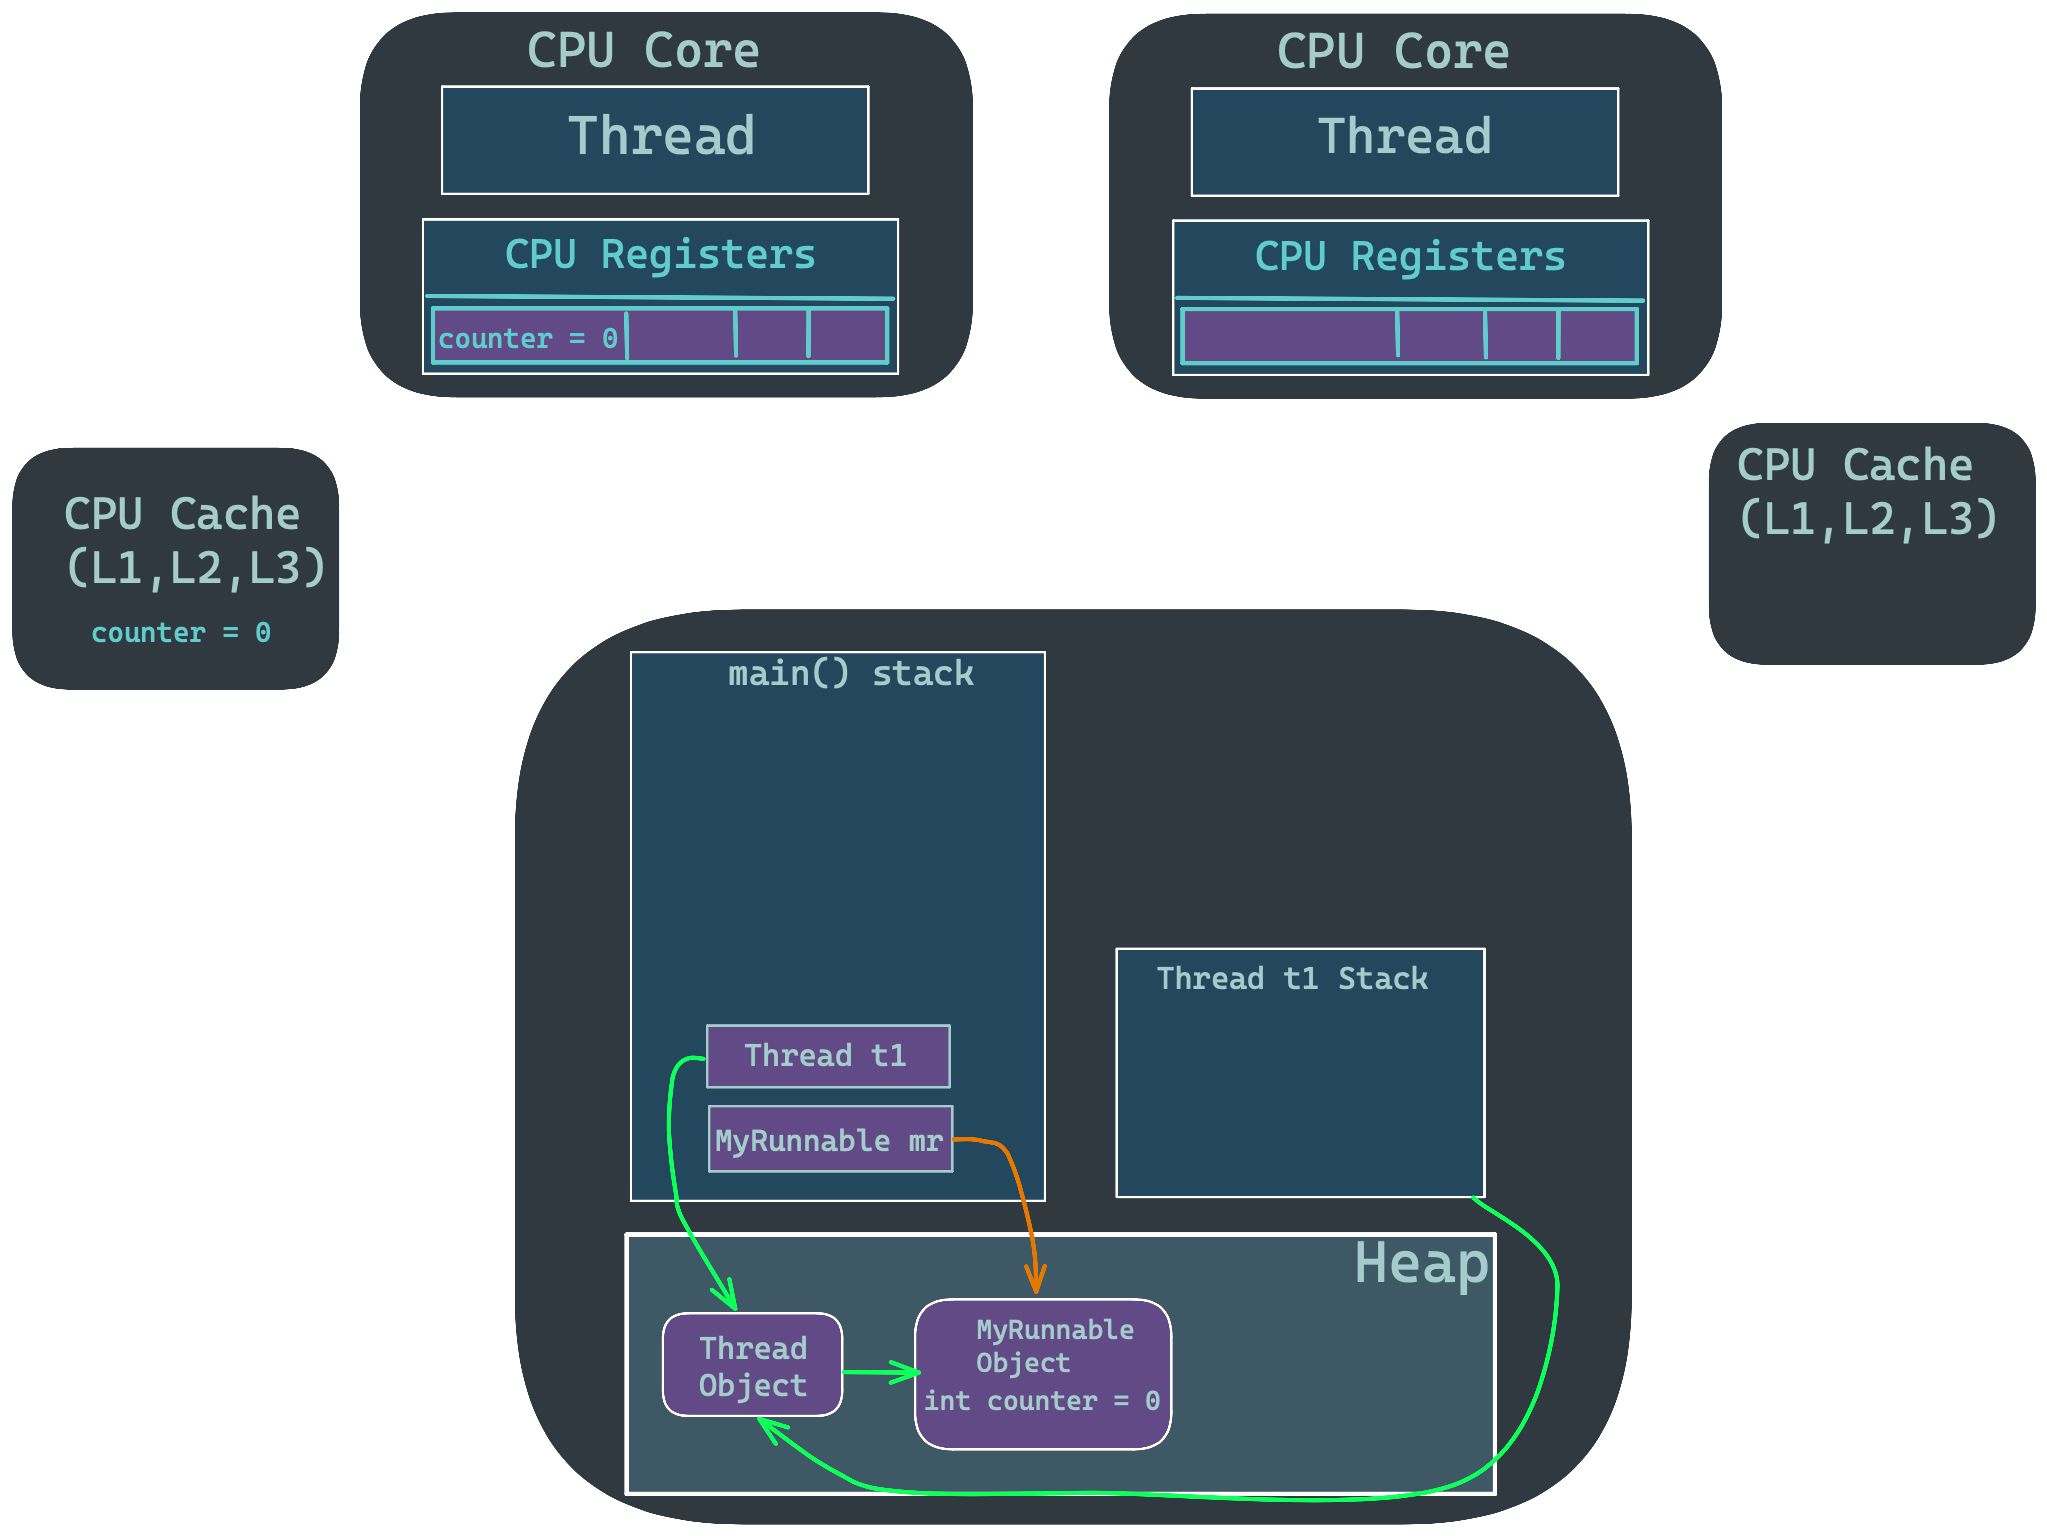 CPU Core
Thread
CPU Registers
counter = 0
CPU Core
Thread
CPU Registers
CPU Cache
(L1,L2,L3)
counter = 0
CPU Cache
(L1,L2,L3)
main() stack
Thread t1
MyRunnable mr
Thread t1 Stack
Heap
Thread
Object
MyRunnable
Object
int counter = 0